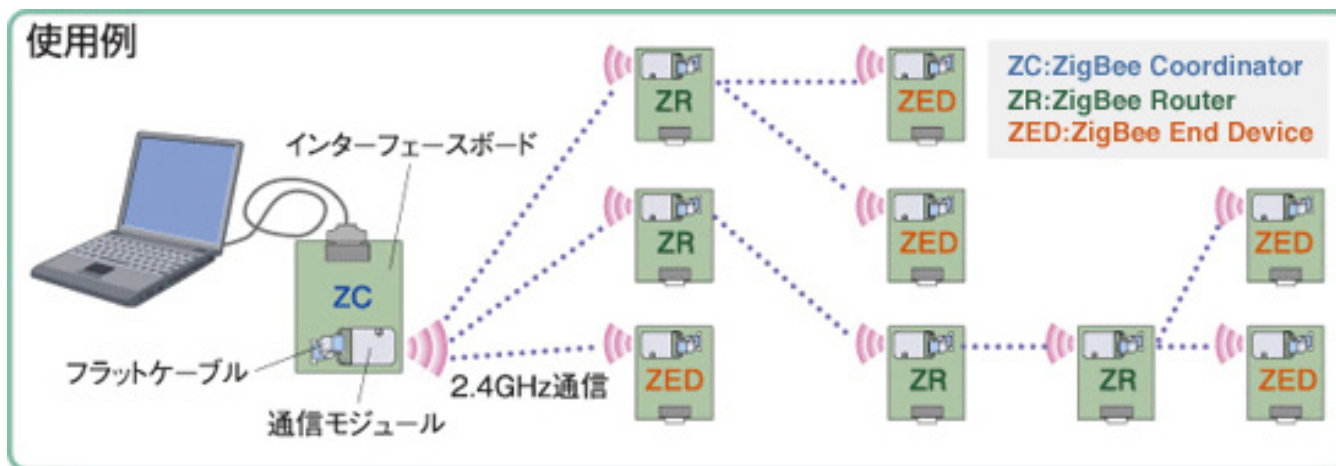 使用例
ZC:ZigBee Coordinator
ZR:ZigBee Router
ZED:ZigBee End Device
インターフェースボード
ZC
フラットケーブル
通信モジュール
2.4GHz通信
ZR
ZED
ZR
ZED
ZED
ZED
ZR
ZR
ZED